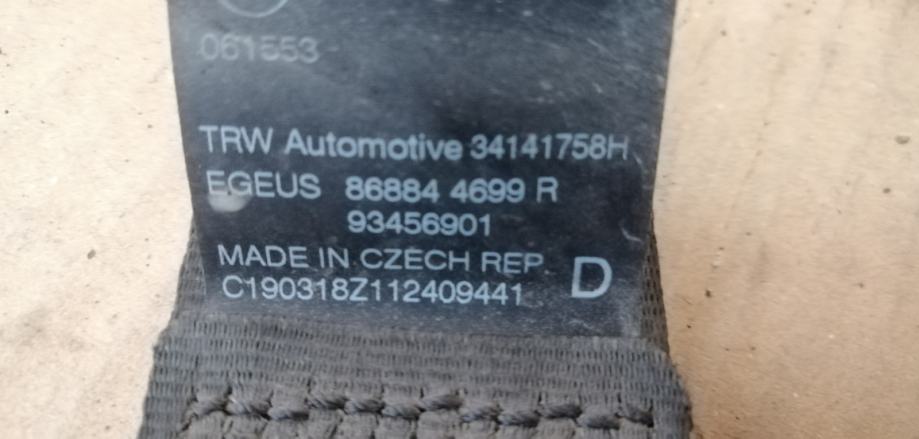 061553
TRW Automotive 34141758H
EGEUS 86884 4699 R
93456901
MADE IN CZECH REP D
C190318Z112409441